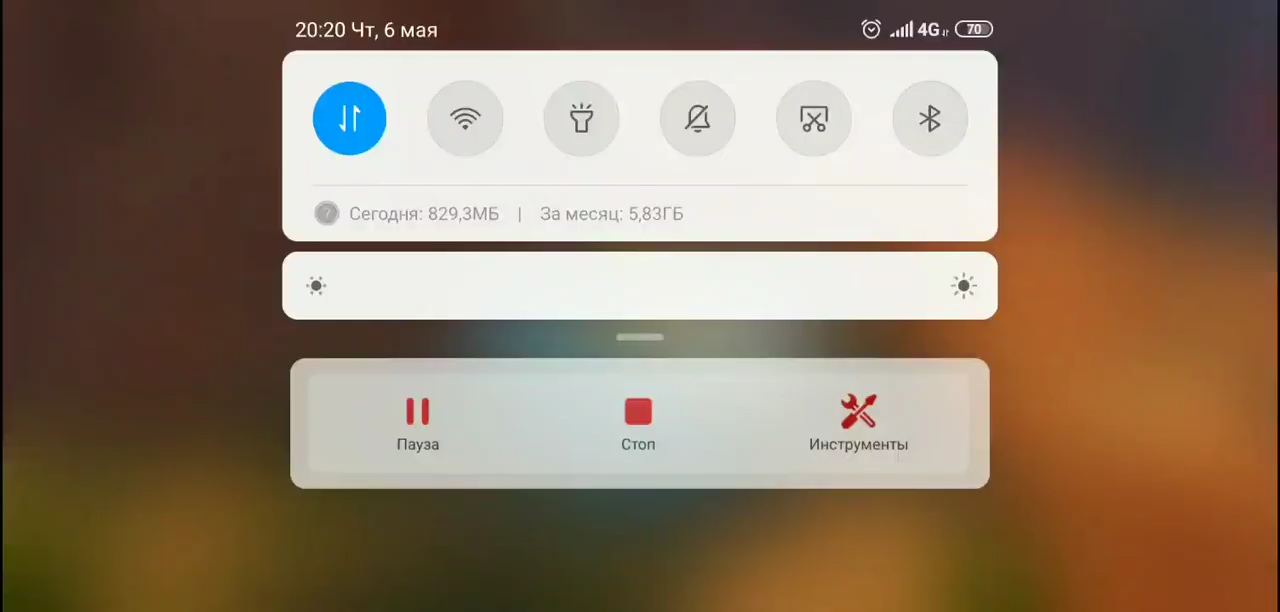 20:20 Чт, 6 мая 4G 70
? Сегодня: 829,3МБ | За месяц: 5,83ГБ
Пауза Стоп Инструменты